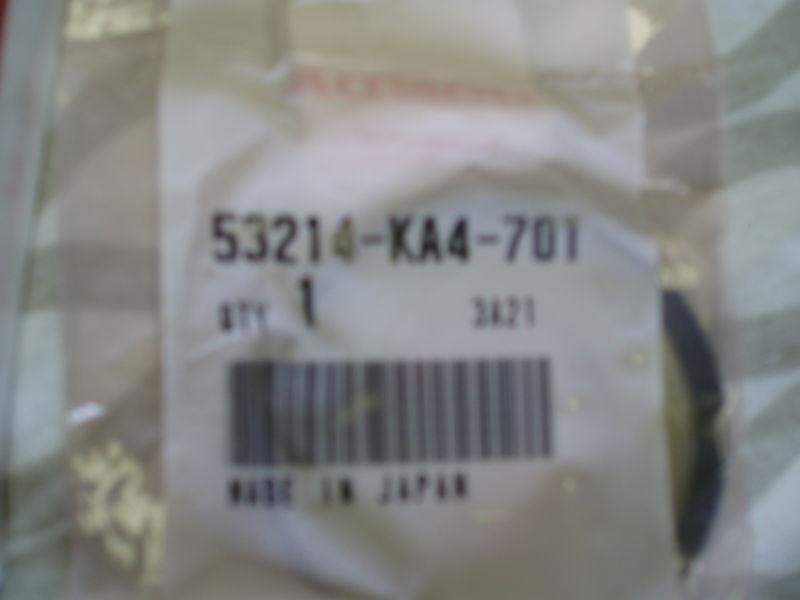 53214-KA4-701
QTY 1 3A21
MADE IN JAPAN